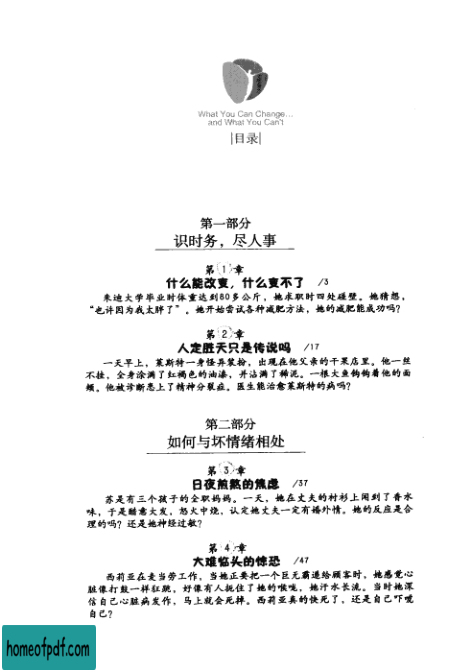 What You Can Change...
and What You Can't
|目录|
第一部分
识时务，尽人事
第1章
什么能改变，什么变不了 /3
朱迪大学毕业时体重达到80多公斤，她求职时四处碰壁。她猜想，
“也许因为我太胖了”。她开始尝试各种减肥方法，她的减肥能成功吗？
第2章
人定胜天只是传说吗 /17
一天早上，莱斯特一身怪异装扮，出现在他父亲的干果店里。他一丝
不挂，全身涂满了红褐色的油漆，并沾满了稀泥。一根大鱼钩钩着他的面
颊。他被诊断患上了精神分裂症。医生能治愈莱斯特的病吗？
第二部分
如何与坏情绪相处
第3章
日夜煎熬的焦虑 /37
苏是有三个孩子的全职妈妈。一天，她在丈夫的衬衫上闻到了香水
味，于是醋意大发，怒火中烧，认定她丈夫一定有婚外情。她的反应是合
理的吗？还是她神经过敏？
第4章
大难临头的惊恐 /47
西莉亚在麦当劳工作，当她正要把一个巨无霸递给顾客时，她感觉心
脏像打鼓一样狂跳，好像有人扼住了她的喉咙，她汗水长流。当时她深
信自己心脏病发作，马上就会死掉。西莉亚真的快死了，还是自己吓唬
自己？
homeofpdf.com